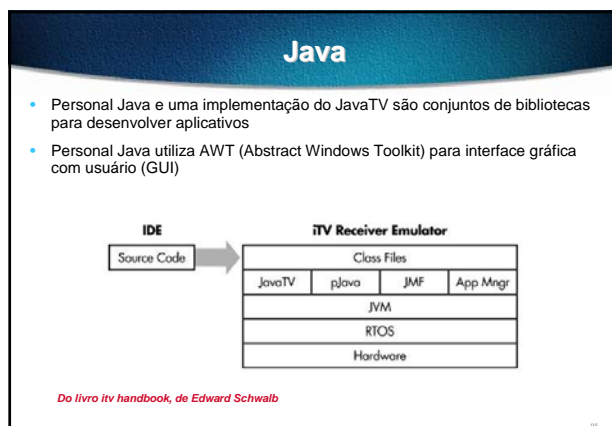 Java
• Personal Java e uma implementação do JavaTV são conjuntos de bibliotecas
para desenvolver aplicativos
• Personal Java utiliza AWT (Abstract Windows Toolkit) para interface gráfica
com usuário (GUI)
IDE
iTV Receiver Emulator
Source Code
Class Files
JavaTV
pJava
JMF
App Mngr
JVM
RTOS
Hardware
Do livro itv handbook, de Edward Schwalb